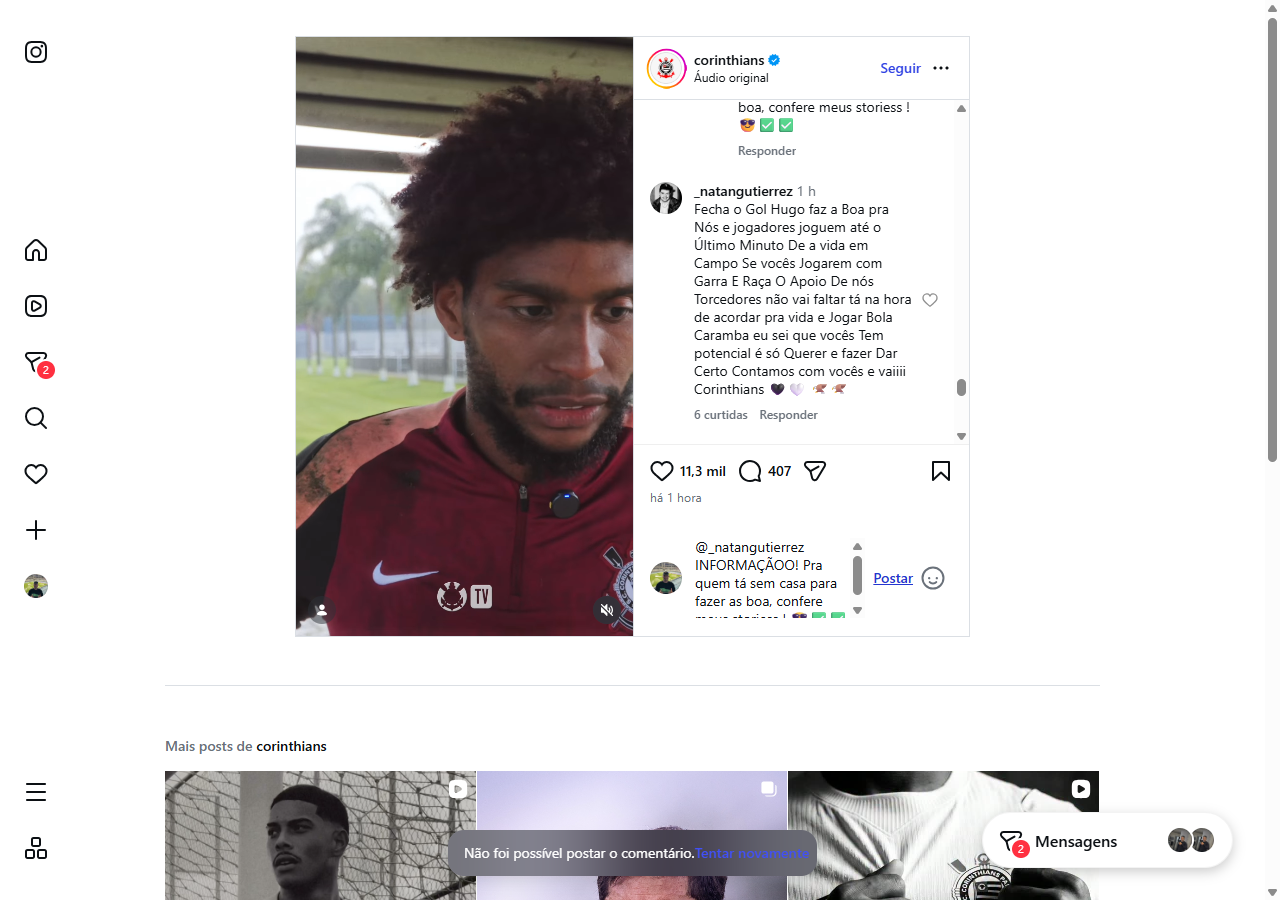 corinthians
Áudio original
Seguir
boa, confere meus storiess !
😎 ✅ ✅
Responder
_natangutierrez 1 h
Fecha o Gol Hugo faz a Boa pra
Nós e jogadores joguem até o
Último Minuto De a vida em
Campo Se vocês Jogarem com
Garra E Raça O Apoio De nós
Torcedores não vai faltar tá na hora
de acordar pra vida e Jogar Bola
Caramba eu sei que vocês Tem
potencial é só Querer e fazer Dar
Certo Contamos com vocês e vaiiii
Corinthians 🖤 🤍 🦅 🦅
6 curtidas Responder
11,3 mil 407
há 1 hora
@_natangutierrez
INFORMAÇÃOO! Pra
quem tá sem casa para
fazer as boa, confere
meus storiess ! 😎 ✅ ✅
Postar
TV
2
Mais posts de corinthians
Não foi possível postar o comentário.Tentar novamente
2
Mensagens